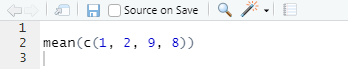 Source on Save
1
2 mean(c(1, 2, 9, 8))
3